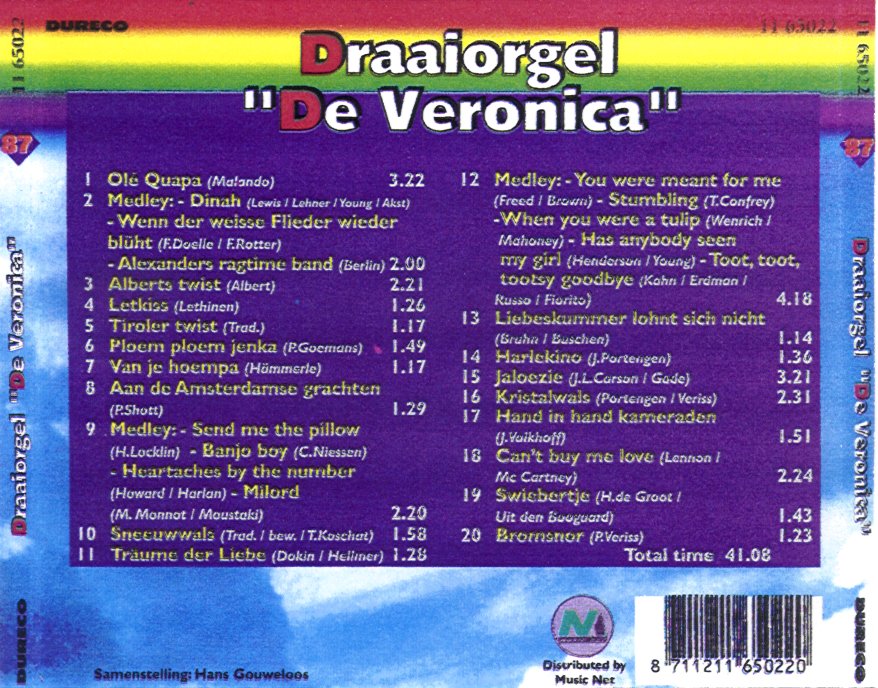 DURECO
11 65022
Draaiorgel
"De Veronica"
1 Olé Quapa (Malando) 3.22
2 Medley: - Dinah (Lewis / Lehner / Young / Akst)
- Wenn der weisse Flieder wieder
blüht (F.Doelle / F.Rotter)
- Alexanders ragtime band (Berlin) 2.00
3 Alberts twist (Albert) 2.21
4 Letkiss (Lethinen) 1.26
5 Tiroler twist (Trad.) 1.17
6 Ploem ploem jenka (P.Goemans) 1.49
7 Van je hoempa (Hämmerle) 1.17
8 Aan de Amsterdamse grachten
(P.Shott) 1.29
9 Medley: - Send me the pillow
(H.Locklin) - Banjo boy (C.Niessen)
- Heartaches by the number
(Howard / Harlan) - Milord
(M. Monnot / Moustaki) 2.20
10 Sneeuwwals (Trad. / bew. / T.Koschat) 1.58
11 Träume der Liebe (Dokin / Hellmer) 1.28
12 Medley: - You were meant for me
(Freed / Brown) - Stumbling (T.Confrey)
- When you were a tulip (Wenrich /
Mahoney) - Has anybody seen
my girl (Henderson / Young) - Toot, toot,
tootsy goodbye (Kahn / Erdman /
Russo / Fiorito) 4.18
13 Liebeskummer lohnt sich nicht
(Bruhn / Buschen) 1.14
14 Harlekino (J.Portengen) 1.36
15 Jaloezie (J.L.Carson / Gade) 3.21
16 Kristalwals (Portengen / Veriss) 2.31
17 Hand in hand kameraden
(J.Vaikhoff) 1.51
18 Can't buy me love (Lennon /
Mc Cartney) 2.24
19 Swiebertje (H.de Groot /
Uit den Boogaard) 1.43
20 Bromsnor (P.Veriss) 1.23
Total time 41.08
Samenstelling: Hans Gouweloos
Distributed by
Music Net
8 711211 650220
11 65022
87
Draaiorgel "De Veronica"
DURECO
11 65022
87
Draaiorgel "De Veronica"
DURECO